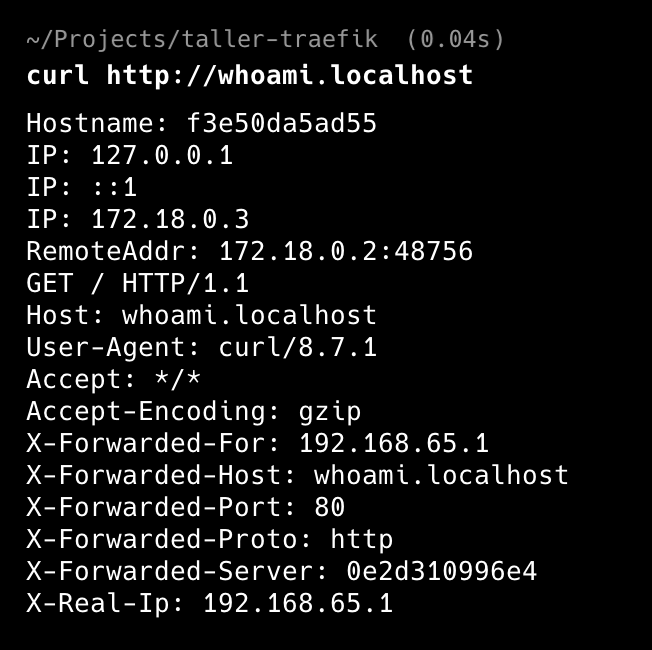 ~/Projects/taller-traefik (0.04s)
curl http://whoami.localhost
Hostname: f3e50da5ad55
IP: 127.0.0.1
IP: ::1
IP: 172.18.0.3
RemoteAddr: 172.18.0.2:48756
GET / HTTP/1.1
Host: whoami.localhost
User-Agent: curl/8.7.1
Accept: */*
Accept-Encoding: gzip
X-Forwarded-For: 192.168.65.1
X-Forwarded-Host: whoami.localhost
X-Forwarded-Port: 80
X-Forwarded-Proto: http
X-Forwarded-Server: 0e2d310996e4
X-Real-Ip: 192.168.65.1